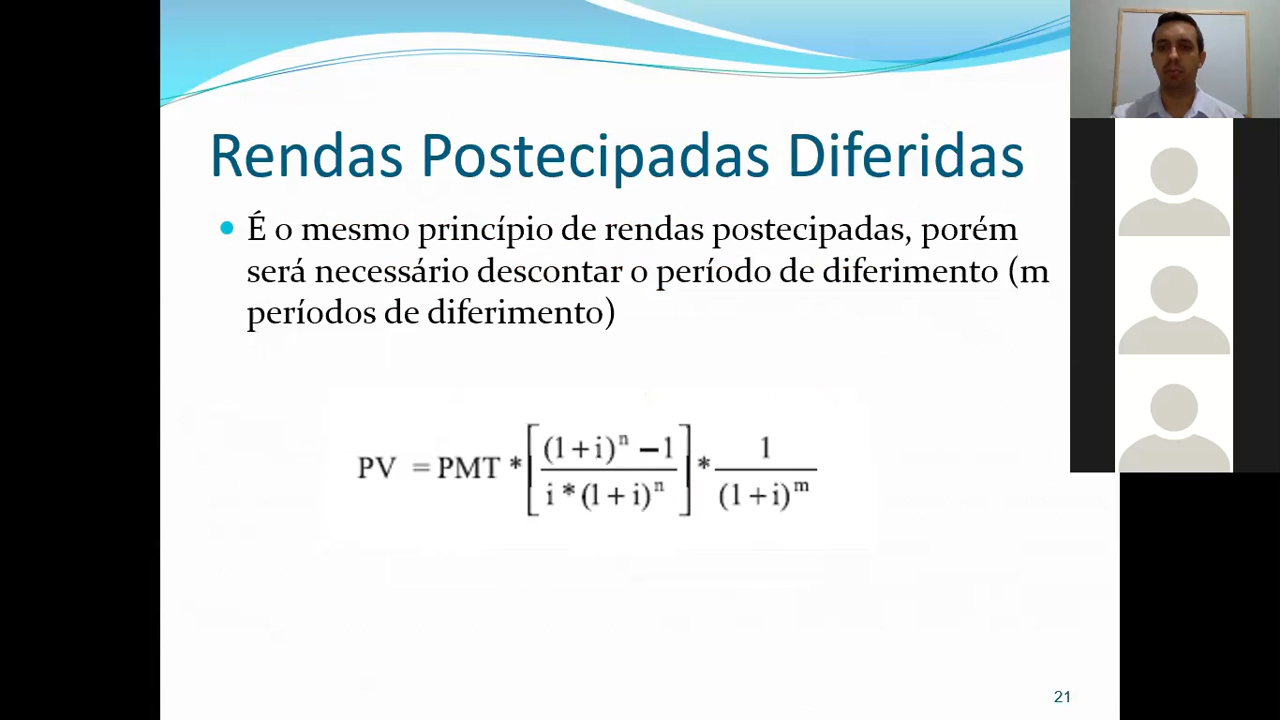 Rendas Postecipadas Diferidas
• É o mesmo princípio de rendas postecipadas, porém
será necessário descontar o período de diferimento (m
períodos de diferimento)
PV = PMT * [ (1 + i)^n − 1 / i * (1 + i)^n ] * 1 / (1 + i)^m
21